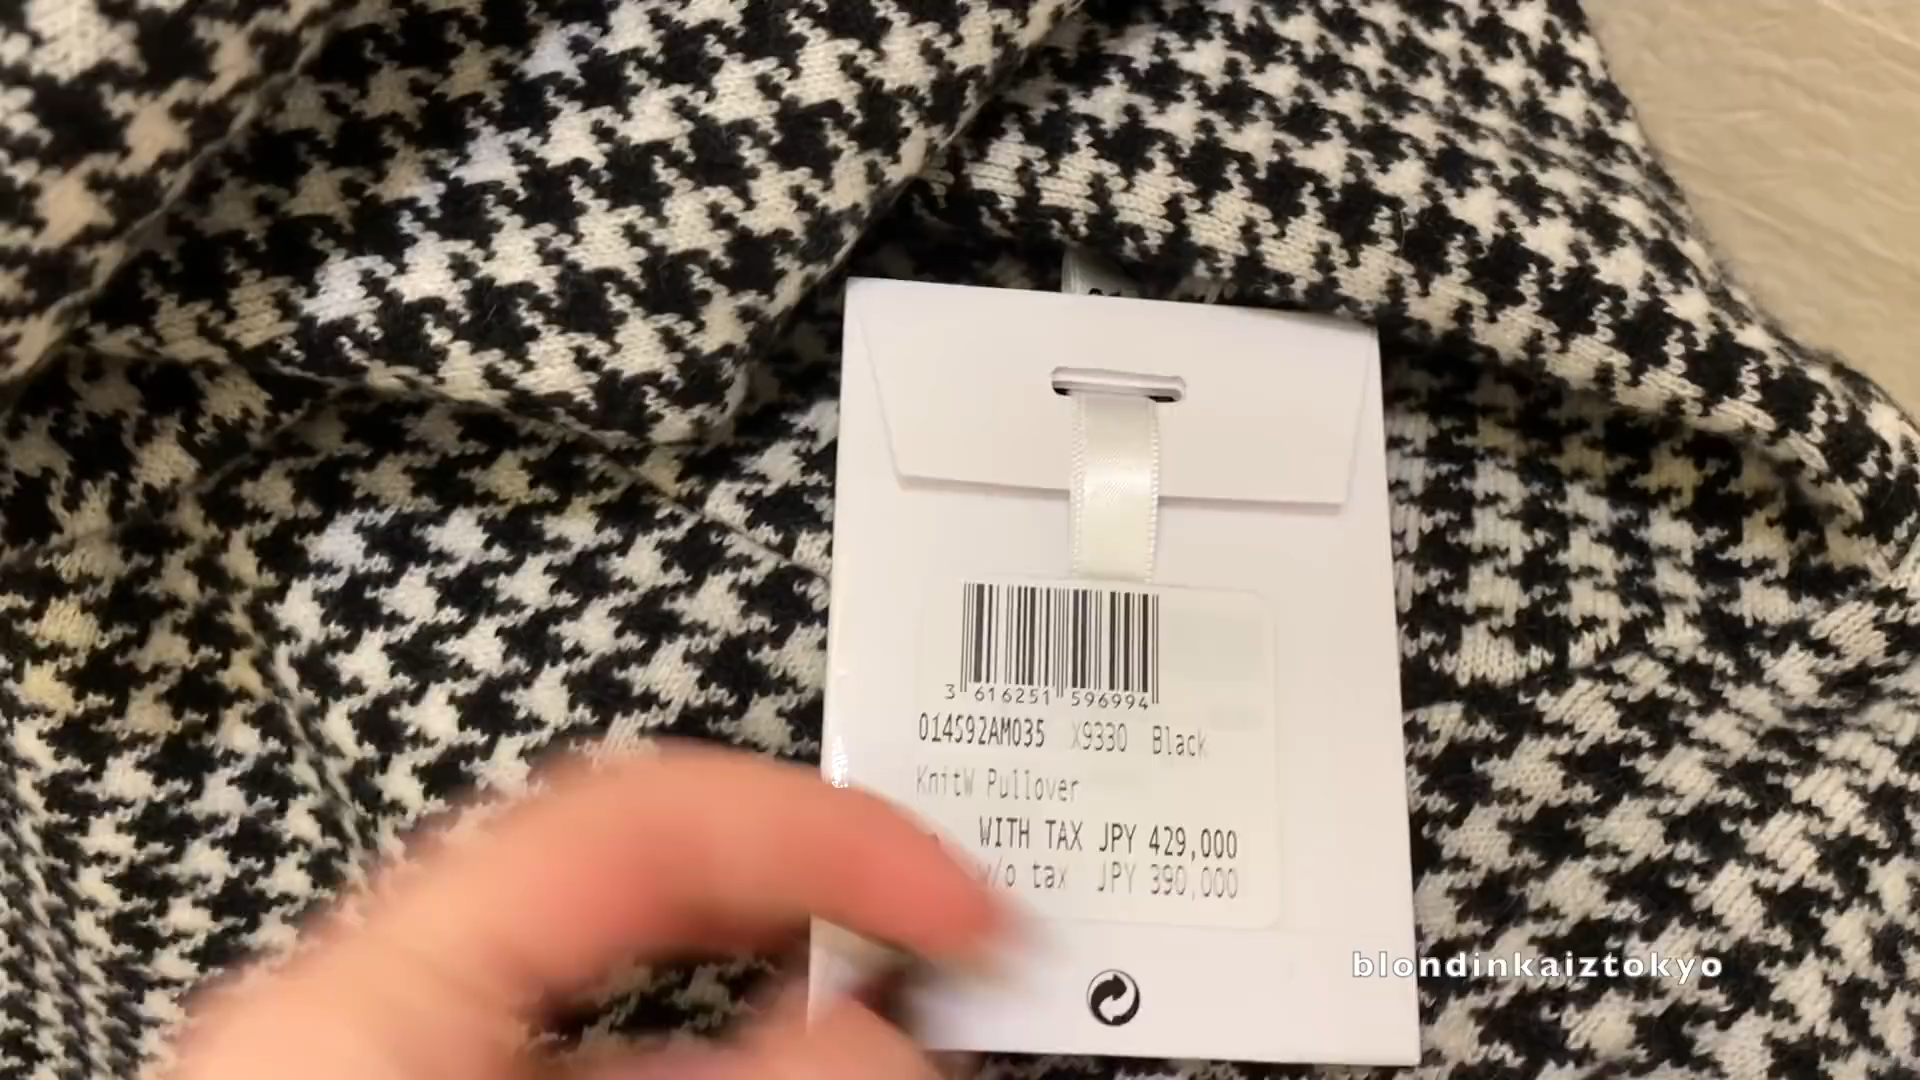 3 616251 596994
014592AM035 X9330 Black
KnitW Pullover
WITH TAX JPY 429,000
w/o tax JPY 390,000
blondinkaiztokyo